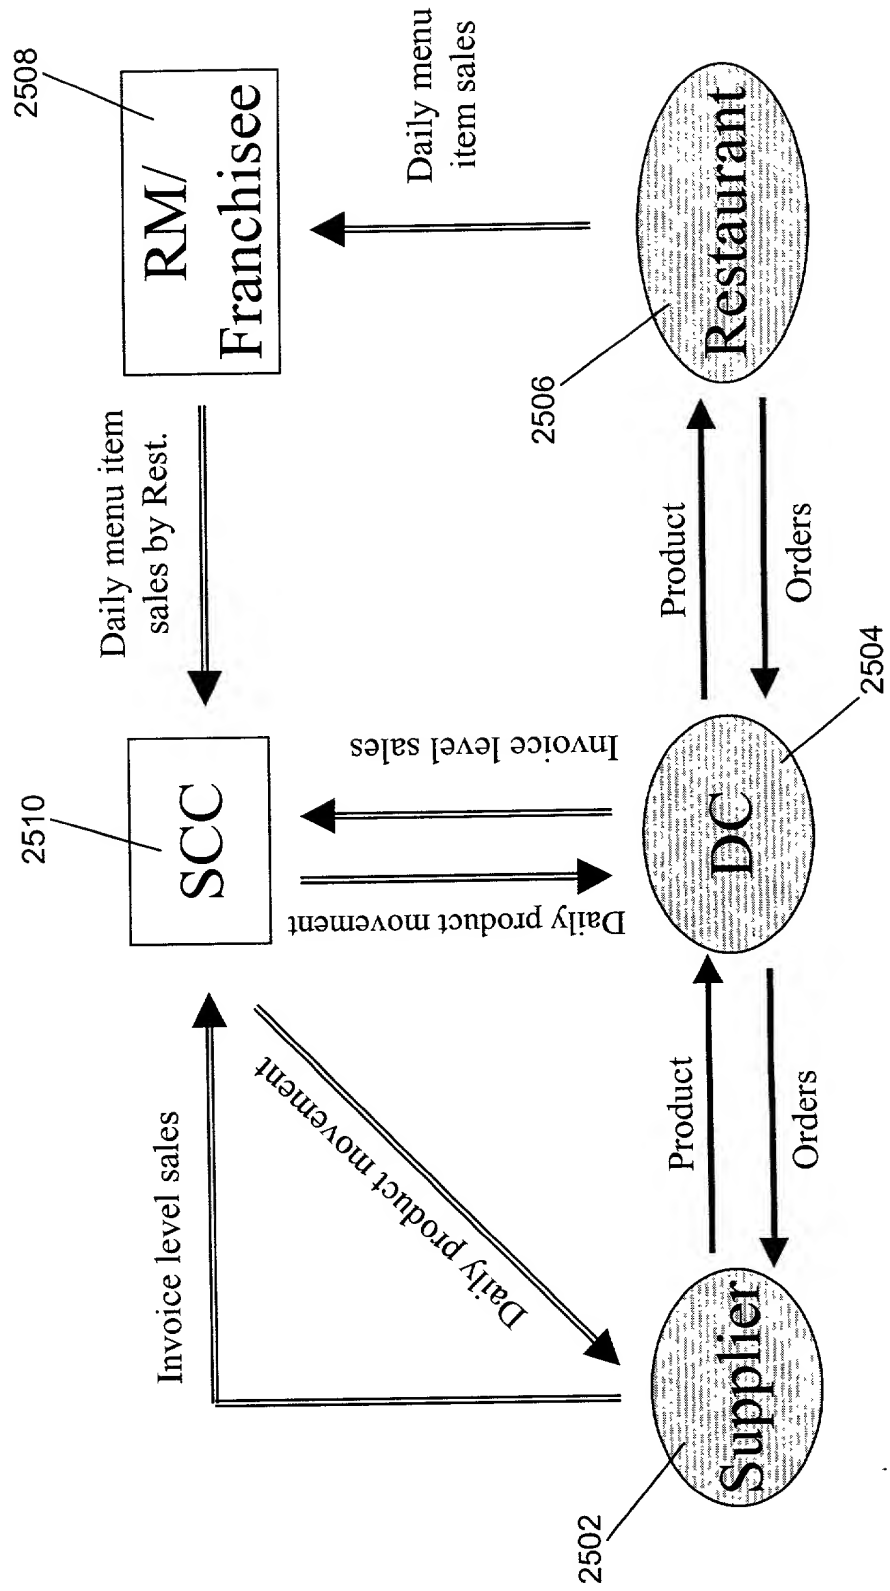 2510
2508
SCC
Daily menu item
sales by Rest.
RM/
Franchisee
Invoice level sales
Daily product movement
Daily product movement
Invoice level sales
Daily menu
item sales
2502
Supplier
Product
Orders
DC
2504
Product
Orders
2506
Restaurant